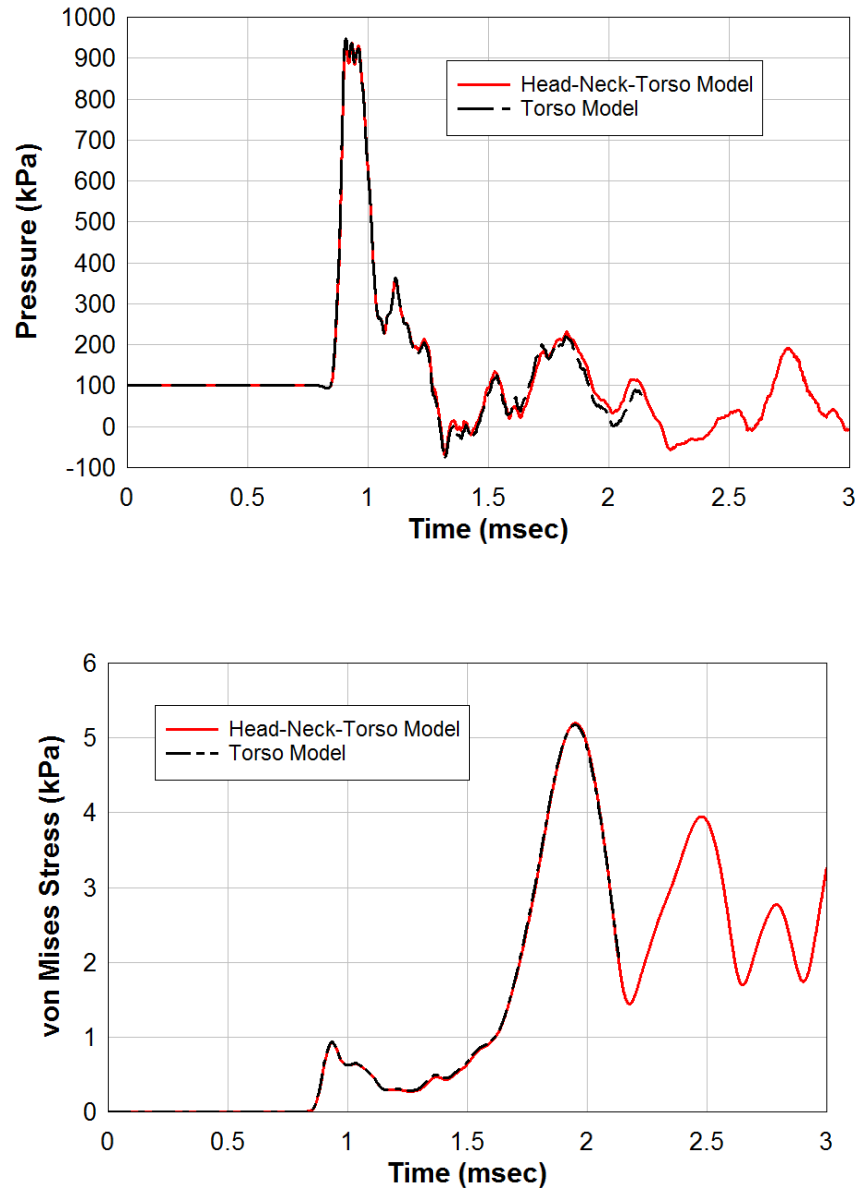 1000
900
800
700
600
500
400
300
200
100
0
-100
Pressure (kPa)
Head-Neck-Torso Model
Torso Model
0 0.5 1 1.5 2 2.5 3
Time (msec)
6
5
4
3
2
1
0
von Mises Stress (kPa)
Head-Neck-Torso Model
Torso Model
0 0.5 1 1.5 2 2.5 3
Time (msec)